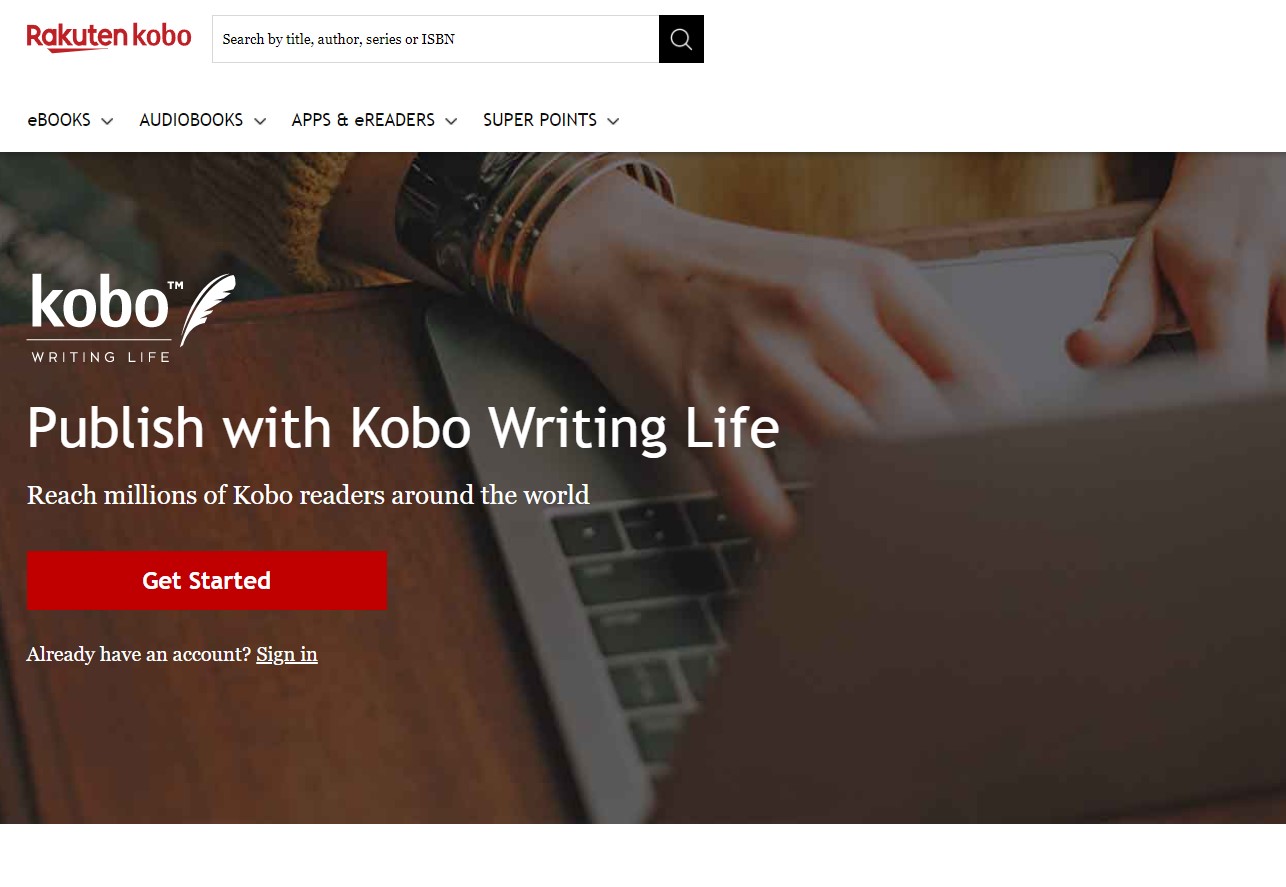 Rakuten kobo
Search by title, author, series or ISBN
eBOOKS
AUDIOBOOKS
APPS & eREADERS
SUPER POINTS
kobo™
WRITING LIFE
Publish with Kobo Writing Life
Reach millions of Kobo readers around the world
Get Started
Already have an account? Sign in